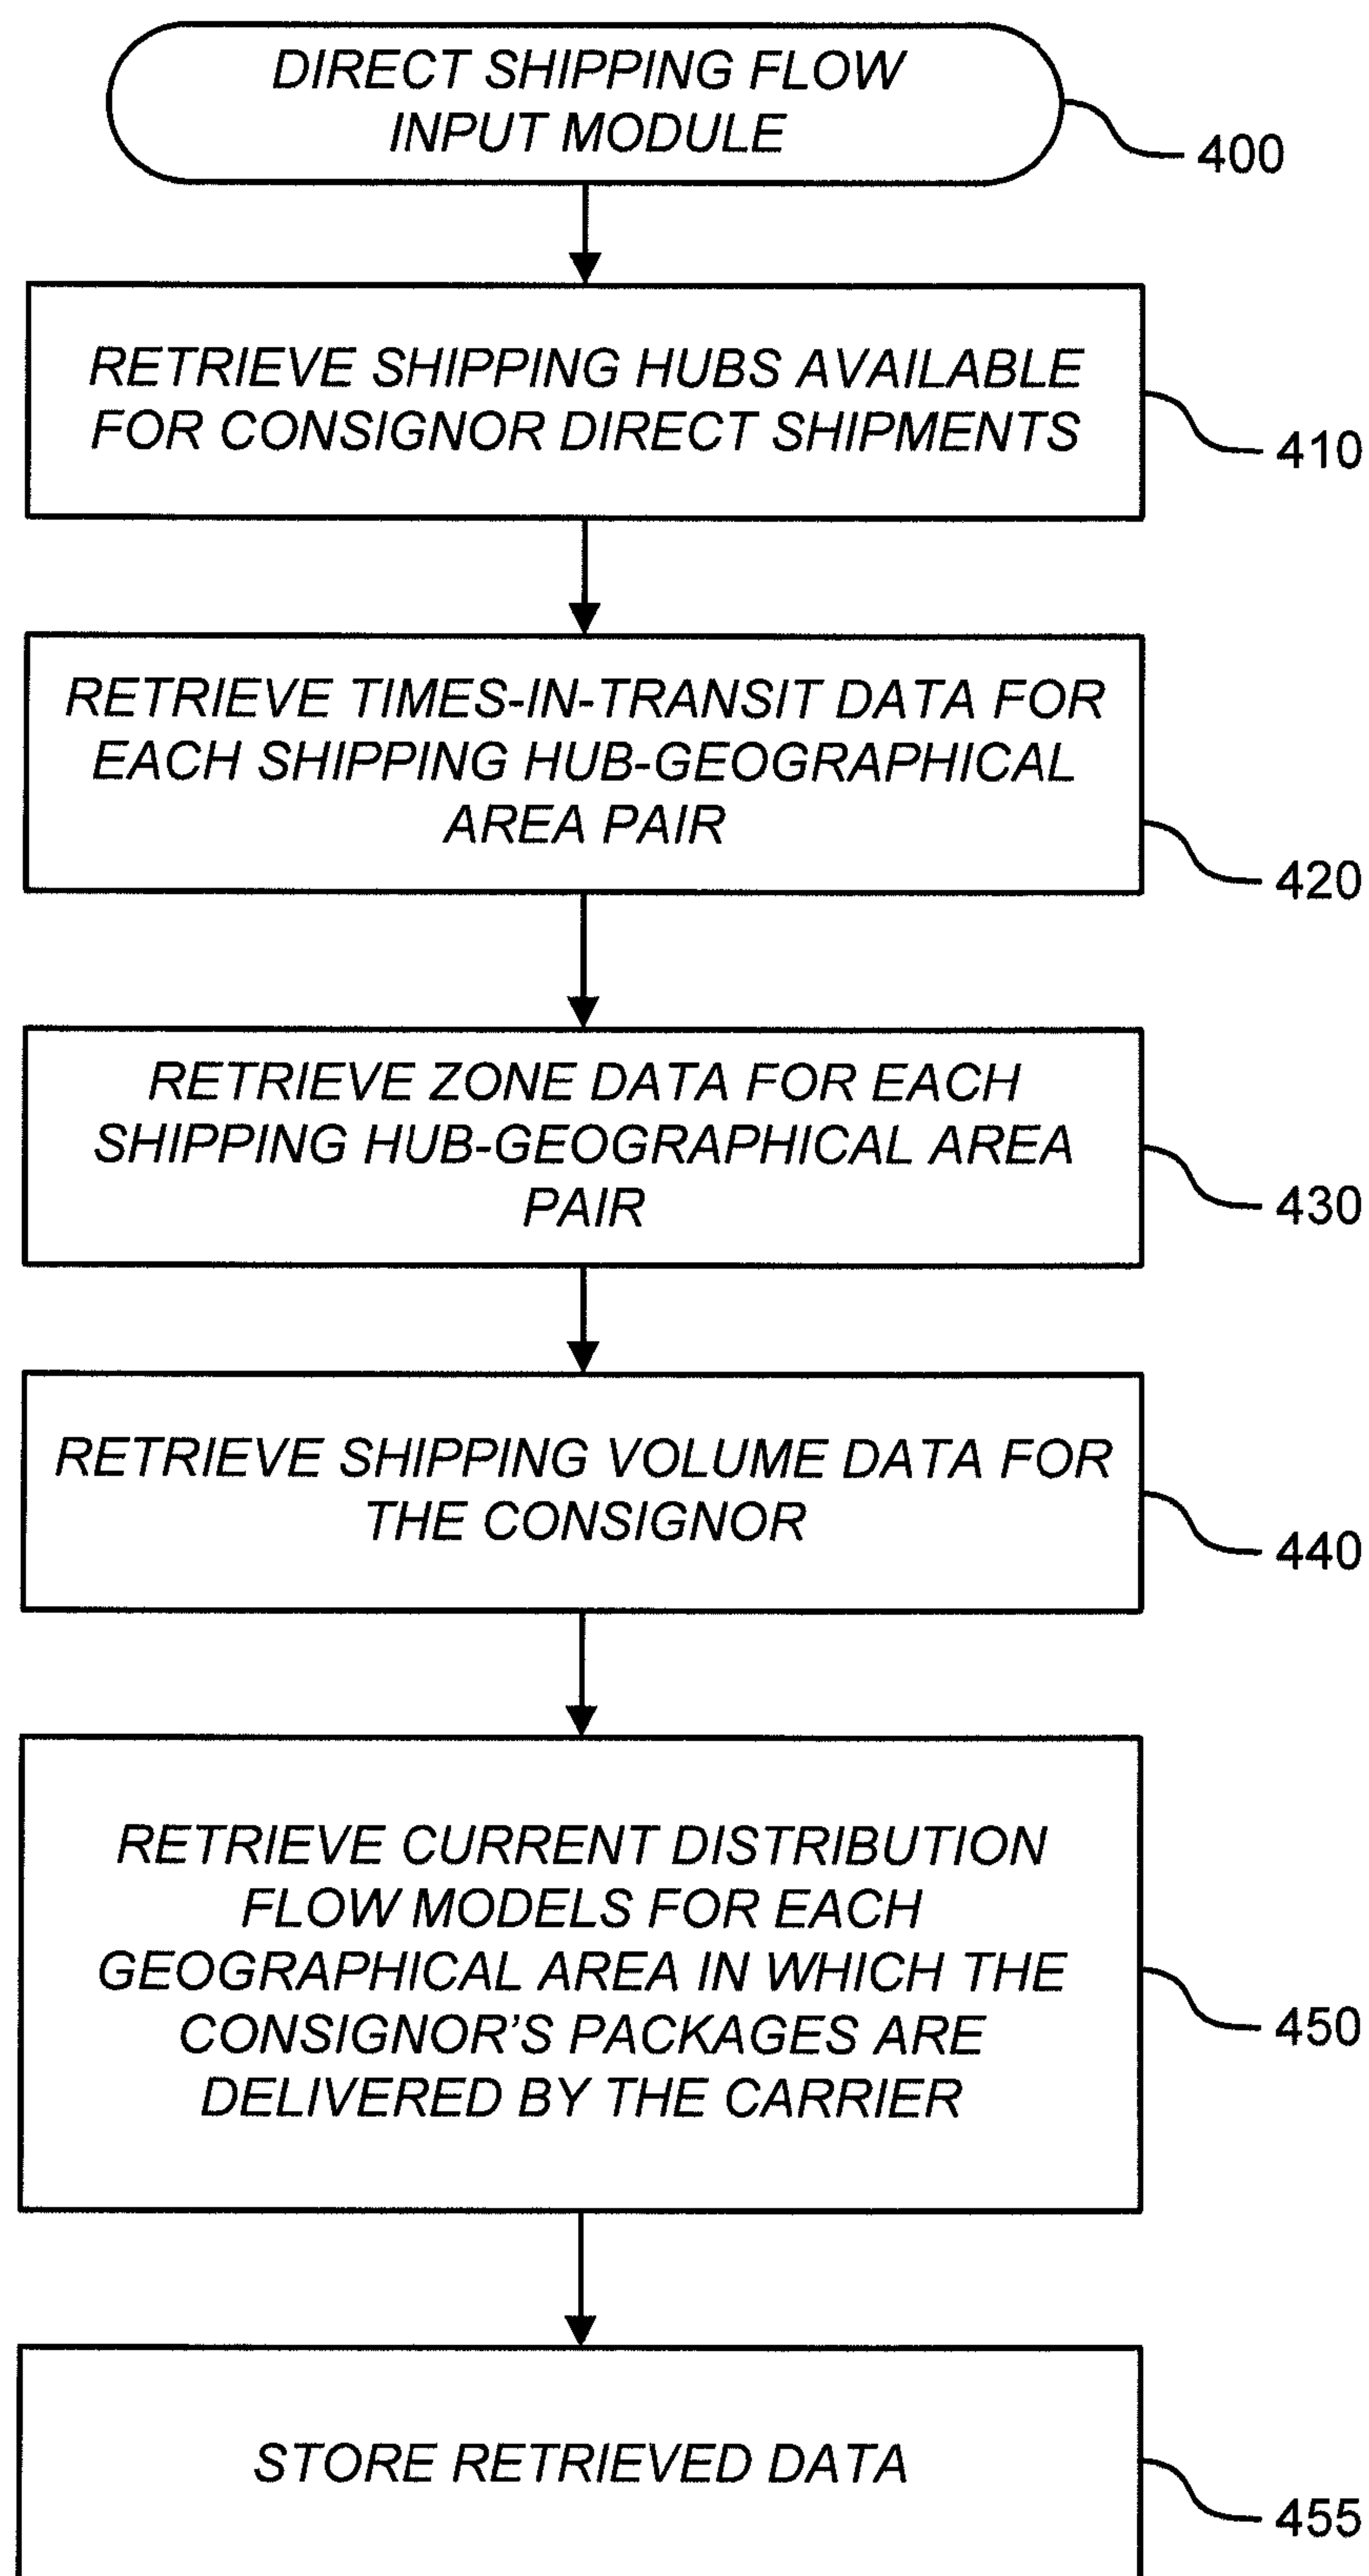 DIRECT SHIPPING FLOW
INPUT MODULE
400
RETRIEVE SHIPPING HUBS AVAILABLE
FOR CONSIGNOR DIRECT SHIPMENTS
410
RETRIEVE TIMES-IN-TRANSIT DATA FOR
EACH SHIPPING HUB-GEOGRAPHICAL
AREA PAIR
420
RETRIEVE ZONE DATA FOR EACH
SHIPPING HUB-GEOGRAPHICAL AREA
PAIR
430
RETRIEVE SHIPPING VOLUME DATA FOR
THE CONSIGNOR
440
RETRIEVE CURRENT DISTRIBUTION
FLOW MODELS FOR EACH
GEOGRAPHICAL AREA IN WHICH THE
CONSIGNOR'S PACKAGES ARE
DELIVERED BY THE CARRIER
450
STORE RETRIEVED DATA
455